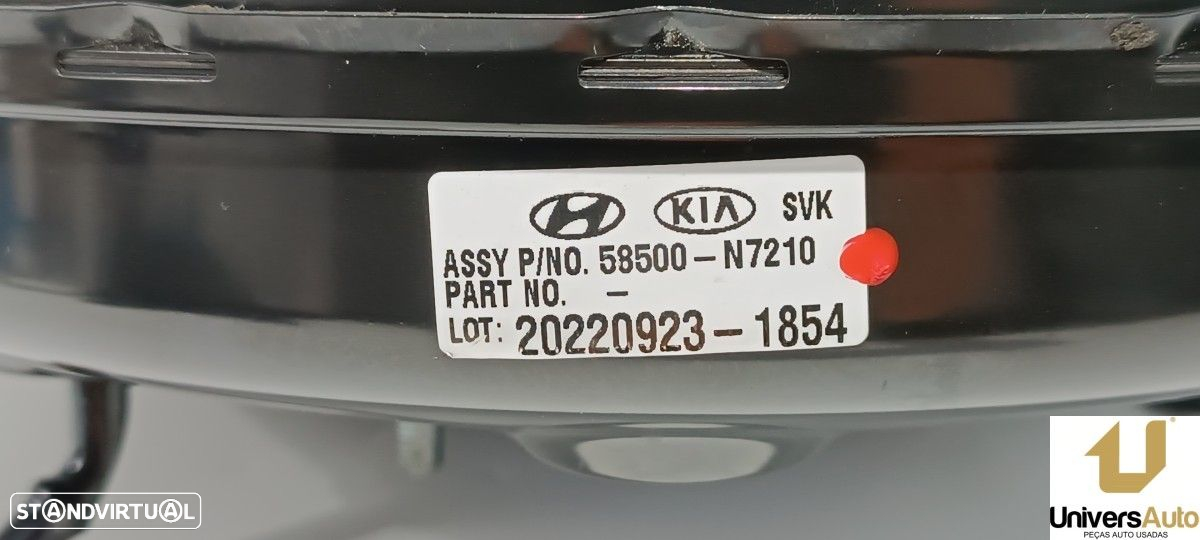 KIA SVK
ASSY P/NO. 58500-N7210
PART NO. -
LOT: 20220923-1854
STANDVIRTUAL
UniversAuto
PEÇAS AUTO USADAS